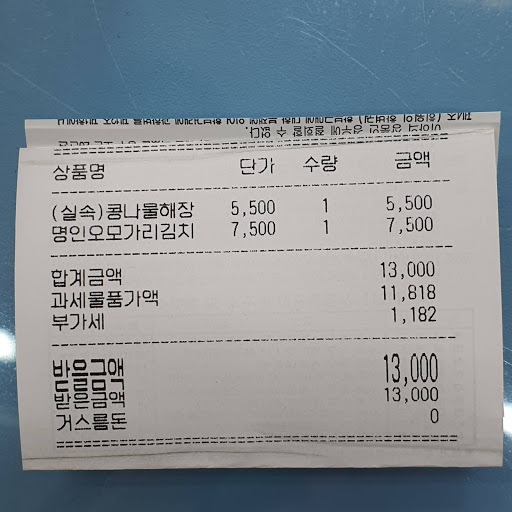 상품명 단가 수량 금액
(실속)콩나물해장 5,500 1 5,500
명인오모가리김치 7,500 1 7,500
합계금액 13,000
과세물품가액 11,818
부가세 1,182
받을금액 13,000
받은금액 13,000
거스름돈 0